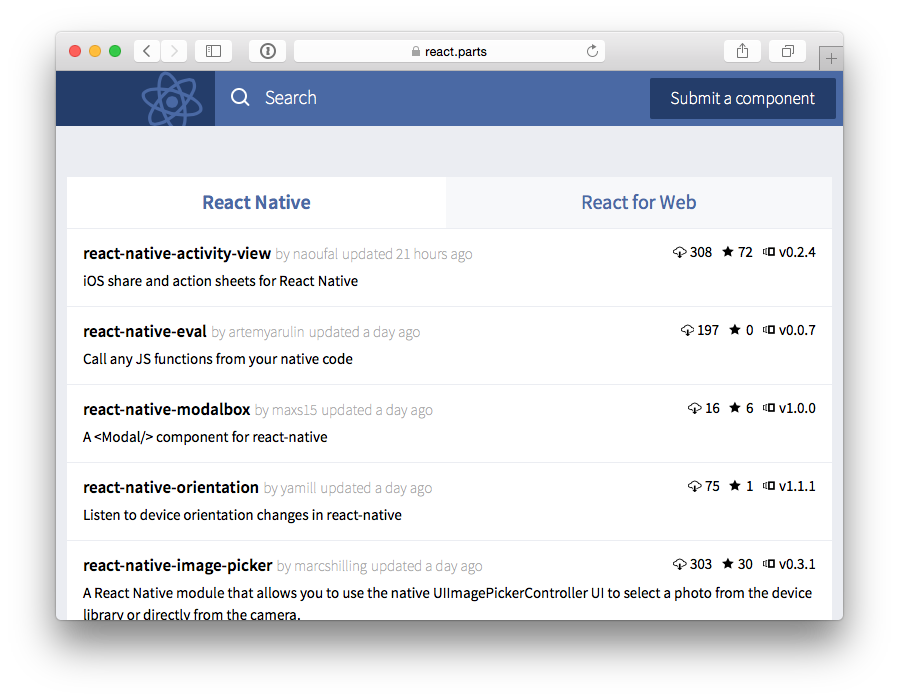 react.parts
Search
Submit a component
React Native
React for Web
react-native-activity-view by naoufal updated 21 hours ago 308 72 v0.2.4
iOS share and action sheets for React Native
react-native-eval by artemyarulin updated a day ago 197 0 v0.0.7
Call any JS functions from your native code
react-native-modalbox by maxs15 updated a day ago 16 6 v1.0.0
A <Modal/> component for react-native
react-native-orientation by yamill updated a day ago 75 1 v1.1.1
Listen to device orientation changes in react-native
react-native-image-picker by marcshilling updated a day ago 303 30 v0.3.1
A React Native module that allows you to use the native UIImagePickerController UI to select a photo from the device
library or directly from the camera.